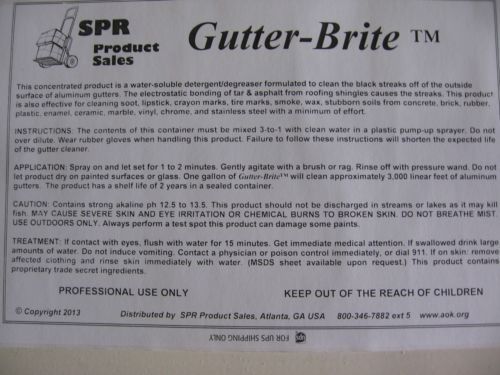 SPR
Product
Sales
Gutter-Brite ™
This concentrated product is a water-soluble detergent/degreaser formulated to clean the black streaks off of the outside
surface of aluminum gutters. The electrostatic bonding of tar & asphalt from roofing shingles causes the streaks. This product
is also effective for cleaning soot, lipstick, crayon marks, tire marks, smoke, wax, stubborn soils from concrete, brick, rubber,
plastic, enamel, ceramic, marble, vinyl, chrome, and stainless steel with a minimum of effort.
INSTRUCTIONS: The contents of this container must be mixed 3-to-1 with clean water in a plastic pump-up sprayer. Do not
over dilute. Wear rubber gloves when handling this product. Failure to follow these instructions will shorten the expected life
of the gutter cleaner.
APPLICATION: Spray on and let set for 1 to 2 minutes. Gently agitate with a brush or rag. Rinse off with pressure wand. Do not
let product dry on painted surfaces or glass. One gallon of Gutter-Brite™ will clean approximately 3,000 linear feet of aluminum
gutters. The product has a shelf life of 2 years in a sealed container.
CAUTION: Contains strong akaline ph 12.5 to 13.5. This product should not be discharged in streams or lakes as it may kill
fish. MAY CAUSE SEVERE SKIN AND EYE IRRITATION OR CHEMICAL BURNS TO BROKEN SKIN. DO NOT BREATHE MIST.
USE OUTDOORS ONLY. Always perform a test spot this product can damage some paints.
TREATMENT: If contact with eyes, flush with water for 15 minutes. Get immediate medical attention. If swallowed drink large
amounts of water. Do not induce vomiting. Contact a physician or poison control immediately, or dial 911. If on skin: remove
affected clothing and rinse skin immediately with water. (MSDS sheet available upon request.) This product contains
proprietary trade secret ingredients.
PROFESSIONAL USE ONLY KEEP OUT OF THE REACH OF CHILDREN
© Copyright 2013 Distributed by SPR Product Sales, Atlanta, GA USA 800-346-7882 ext 5 www.aok.org
ups FOR UPS SHIPPING ONLY